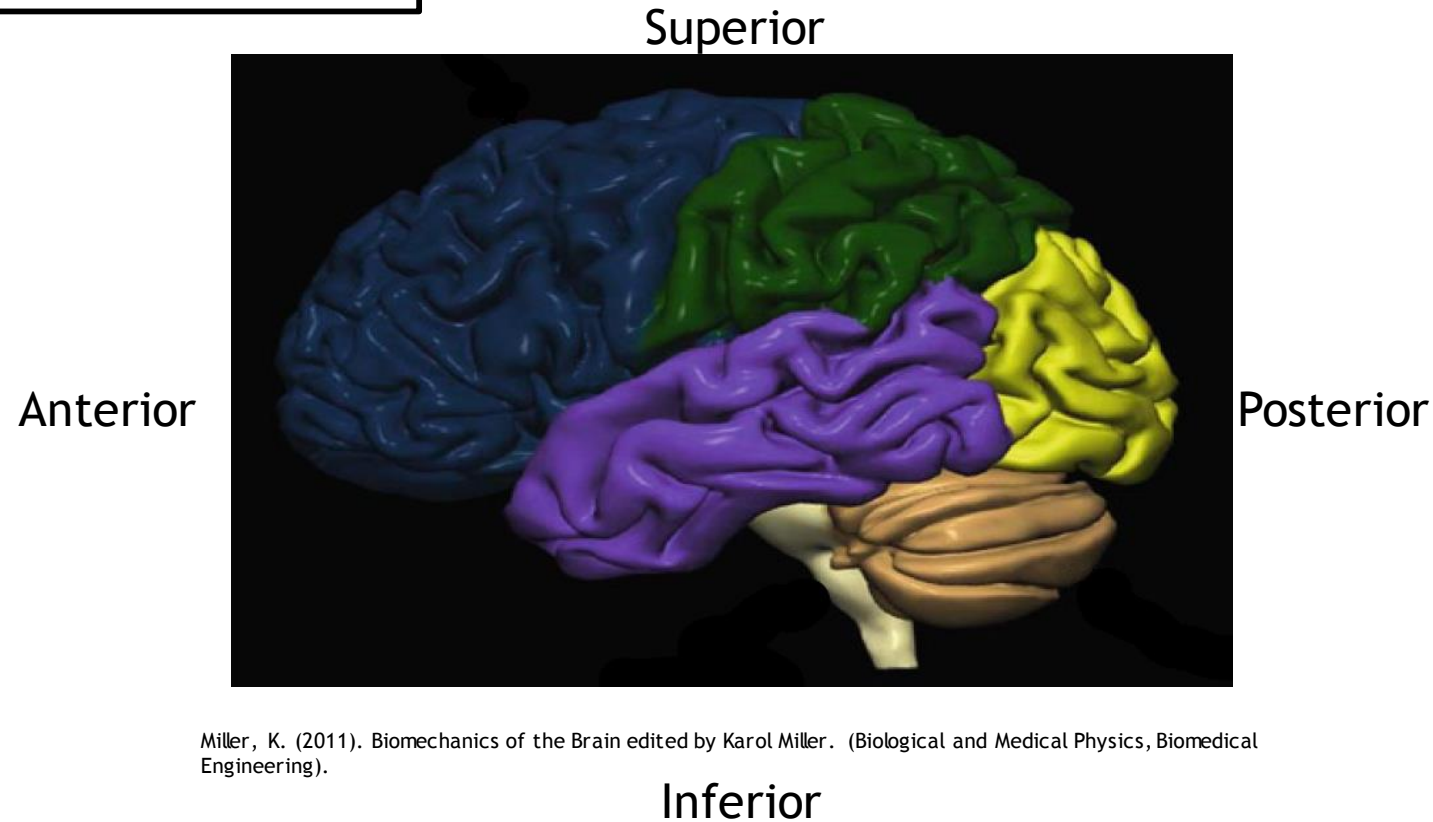 Superior
Anterior
Posterior
Miller, K. (2011). Biomechanics of the Brain edited by Karol Miller. (Biological and Medical Physics, Biomedical
Engineering).
Inferior